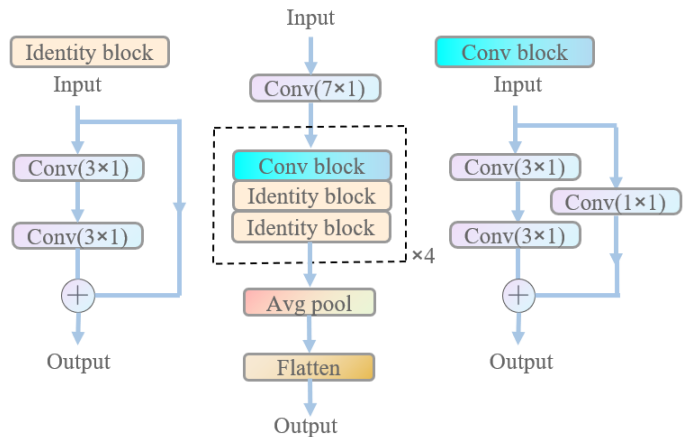 Identity block
Input
Conv(3×1)
Conv(3×1)
Output
Input
Conv(7×1)
Conv block
Identity block
Identity block
×4
Avg pool
Flatten
Output
Conv block
Input
Conv(3×1)
Conv(1×1)
Conv(3×1)
Output